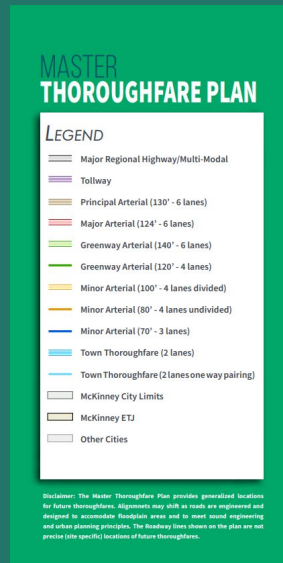 MASTER
THOROUGHFARE PLAN
LEGEND
Major Regional Highway/Multi-Modal
Tollway
Principal Arterial (130' - 6 lanes)
Major Arterial (124' - 6 lanes)
Greenway Arterial (140' - 6 lanes)
Greenway Arterial (120' - 4 lanes)
Minor Arterial (100' - 4 lanes divided)
Minor Arterial (80' - 4 lanes undivided)
Minor Arterial (70' - 3 lanes)
Town Thoroughfare (2 lanes)
Town Thoroughfare (2 lanes one way pairing)
McKinney City Limits
McKinney ETJ
Other Cities
Disclaimer: The Master Thoroughfare Plan provides generalized locations
for future thoroughfares. Alignmnets may shift as roads are engineered and
designed to accomodate floodplain areas and to meet sound engineering
and urban planning principles. The Roadway lines shown on the plan are not
precise (site specific) locations of future thoroughfares.